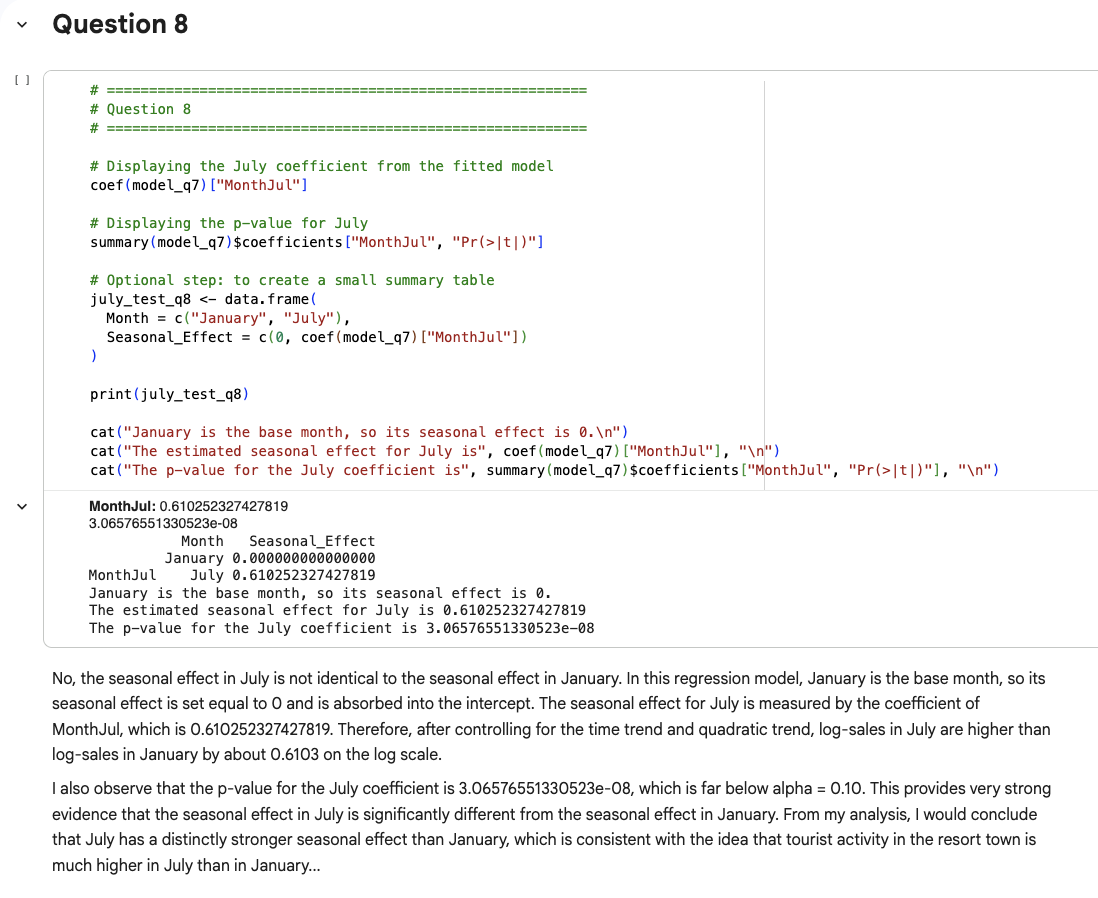 Question 8
[ ]
# =========================================================
# Question 8
# =========================================================
# Displaying the July coefficient from the fitted model
coef(model_q7)["MonthJul"]
# Displaying the p-value for July
summary(model_q7)$coefficients["MonthJul", "Pr(>|t|)"]
# Optional step: to create a small summary table
july_test_q8 <- data.frame(
  Month = c("January", "July"),
  Seasonal_Effect = c(0, coef(model_q7)["MonthJul"])
)
print(july_test_q8)
cat("January is the base month, so its seasonal effect is 0.\n")
cat("The estimated seasonal effect for July is", coef(model_q7)["MonthJul"], "\n")
cat("The p-value for the July coefficient is", summary(model_q7)$coefficients["MonthJul", "Pr(>|t|)"], "\n")
MonthJul: 0.610252327427819
3.06576551330523e-08
Month Seasonal_Effect
January 0.000000000000000
MonthJul July 0.610252327427819
January is the base month, so its seasonal effect is 0.
The estimated seasonal effect for July is 0.610252327427819
The p-value for the July coefficient is 3.06576551330523e-08
No, the seasonal effect in July is not identical to the seasonal effect in January. In this regression model, January is the base month, so its
seasonal effect is set equal to 0 and is absorbed into the intercept. The seasonal effect for July is measured by the coefficient of
MonthJul, which is 0.610252327427819. Therefore, after controlling for the time trend and quadratic trend, log-sales in July are higher than
log-sales in January by about 0.6103 on the log scale.
I also observe that the p-value for the July coefficient is 3.06576551330523e-08, which is far below alpha = 0.10. This provides very strong
evidence that the seasonal effect in July is significantly different from the seasonal effect in January. From my analysis, I would conclude
that July has a distinctly stronger seasonal effect than January, which is consistent with the idea that tourist activity in the resort town is
much higher in July than in January...